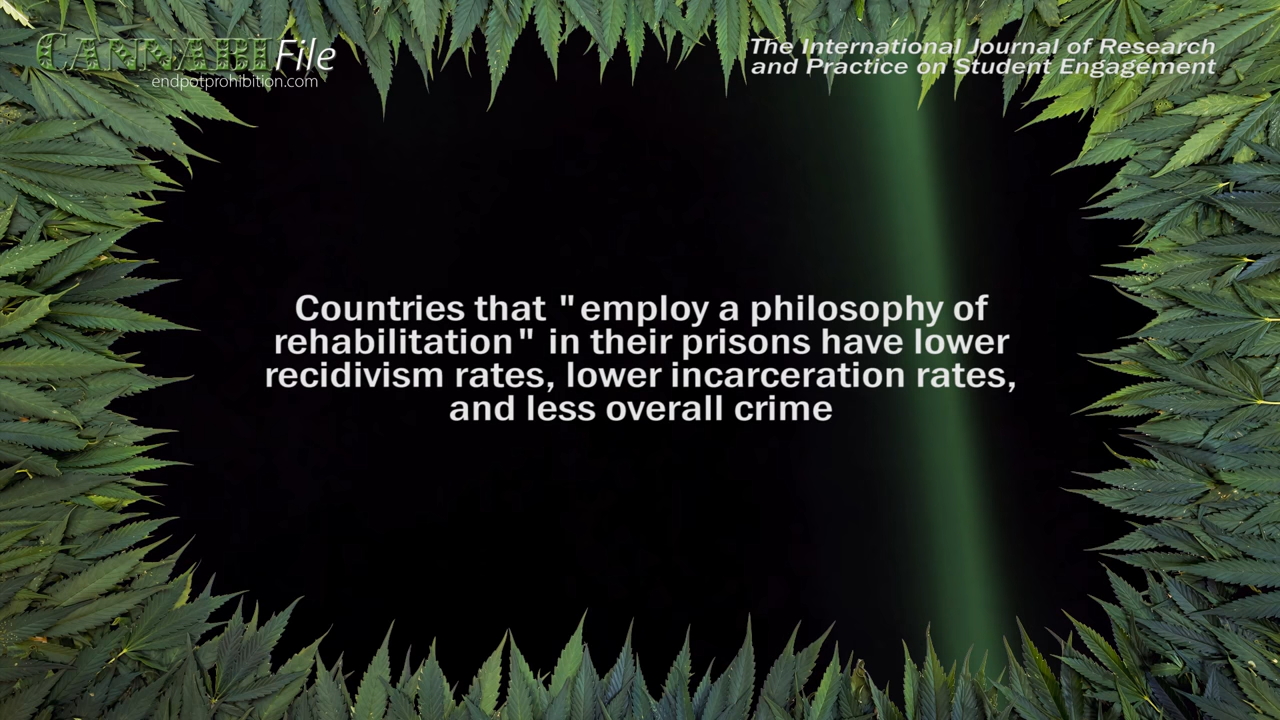 CANNABIFile
endpotprohibition.com
The International Journal of Research
and Practice on Student Engagement
Countries that "employ a philosophy of
rehabilitation" in their prisons have lower
recidivism rates, lower incarceration rates,
and less overall crime